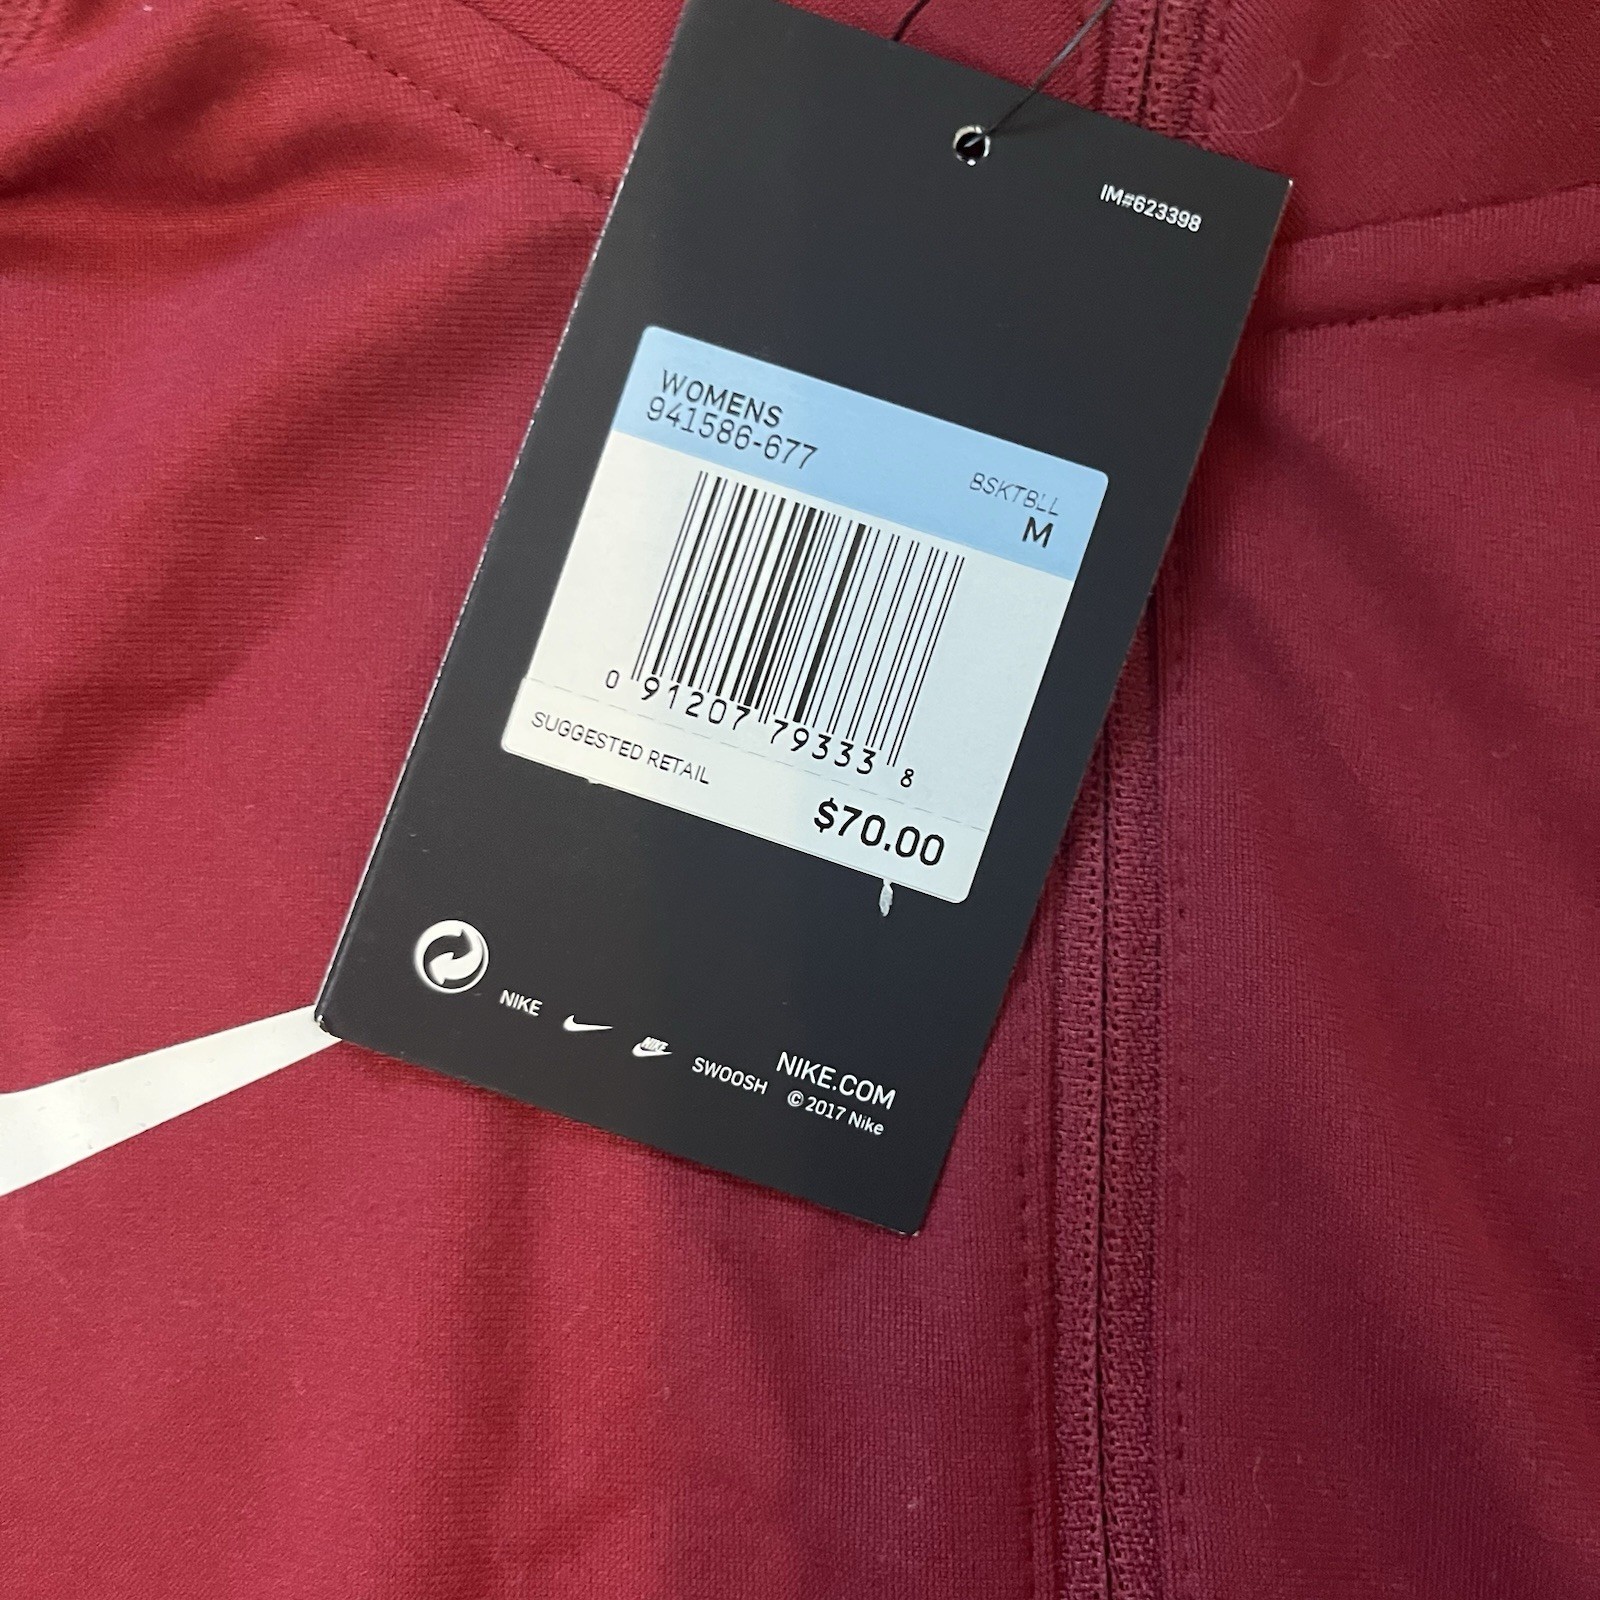 IM#623398
WOMENS
941586-677
BSKTBLL
M
0 91207 79333 8
SUGGESTED RETAIL
$70.00
NIKE
NIKE
SWOOSH
NIKE.COM
© 2017 Nike